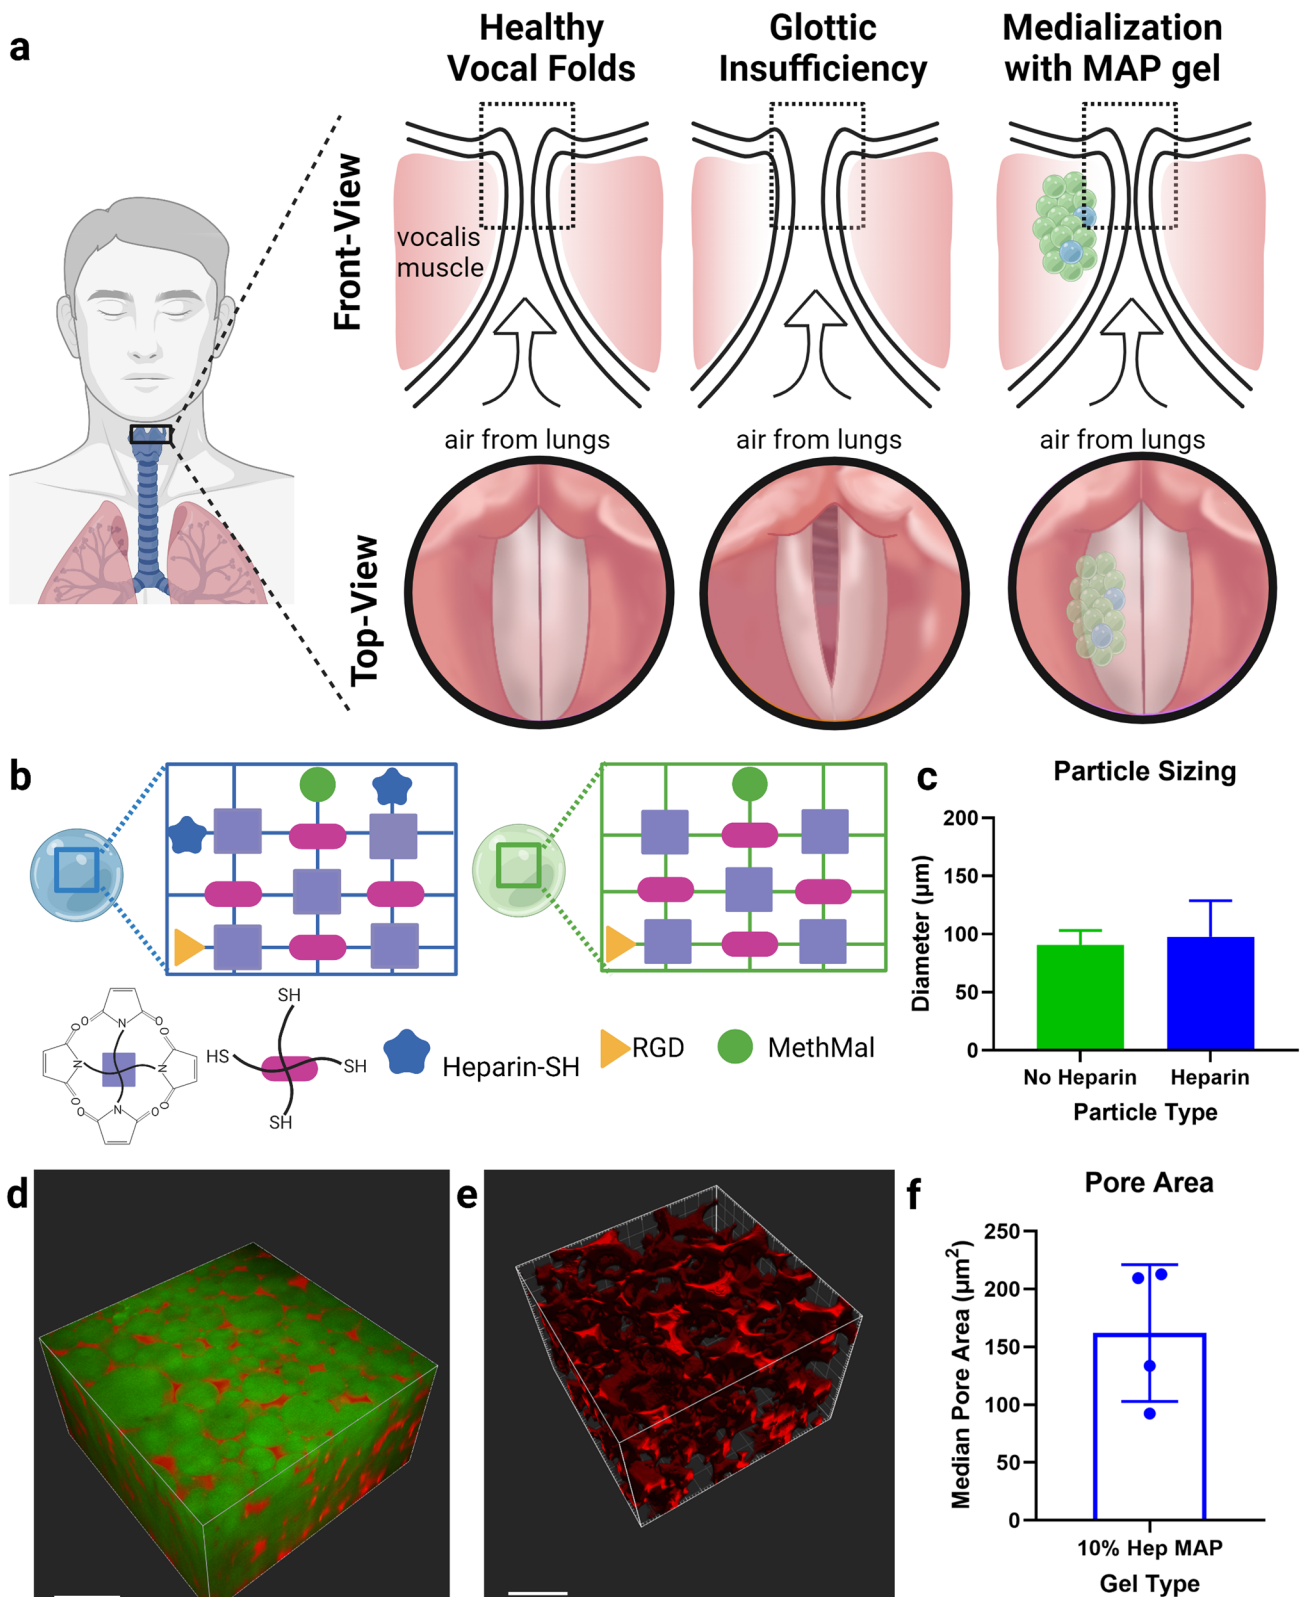 a
Healthy
Vocal Folds
Glottic
Insufficiency
Medialization
with MAP gel
Front-View
vocalis
muscle
air from lungs
air from lungs
air from lungs
Top-View
b
SH
HS
SH
SH
O
N
O
O
N
O
O
N
O
O
N
O
Heparin-SH
RGD
MethMal
c
Particle Sizing
Diameter (µm)
200
150
100
50
0
No Heparin
Heparin
Particle Type
d
e
f
Pore Area
Median Pore Area (µm²)
250
200
150
100
50
0
10% Hep MAP
Gel Type